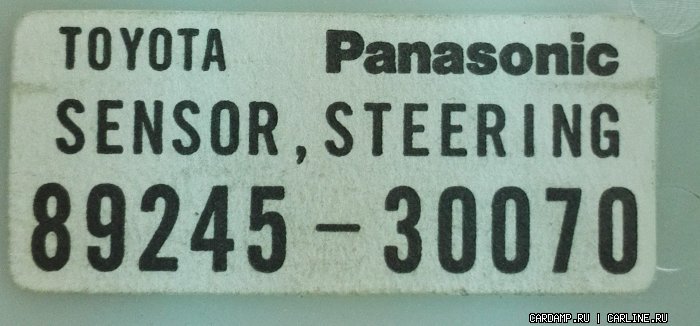 TOYOTA Panasonic
SENSOR, STEERING
89245-30070
CARDAMP.RU | CARLINE.RU